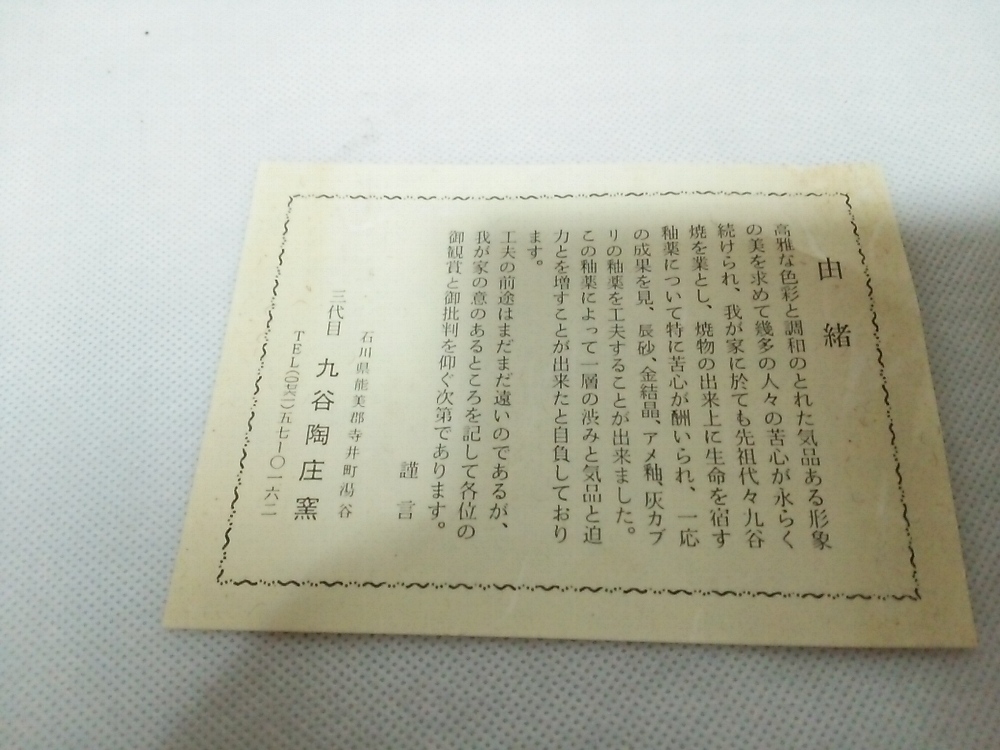 由緒
高雅な色彩と調和のとれた気品ある形象
の美を求めて幾多の人々の苦心が永らく
続けられ、我が家に於ても先祖代々九谷
焼を業とし、焼物の出来上に生命を宿す
釉薬について特に苦心が酬いられ、一応
の成果を見、辰砂、金結晶、アメ釉、灰カブ
リの釉薬を工夫することが出来ました。
この釉薬によって一層の渋みと気品と迫
力とを増すことが出来たと自負しており
ます。
工夫の前途はまだまだ遠いのであるが、
我が家の意のあるところを記して各位の
御観賞と御批判を仰ぐ次第であります。
謹言
石川県能美郡寺井町湯谷
三代目 九谷陶庄窯
TEL(〇七六一)五七―〇一六二